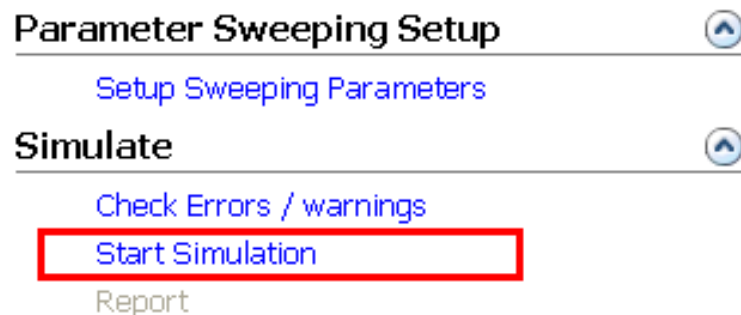 Parameter Sweeping Setup
Setup Sweeping Parameters
Simulate
Check Errors / warnings
Start Simulation
Report